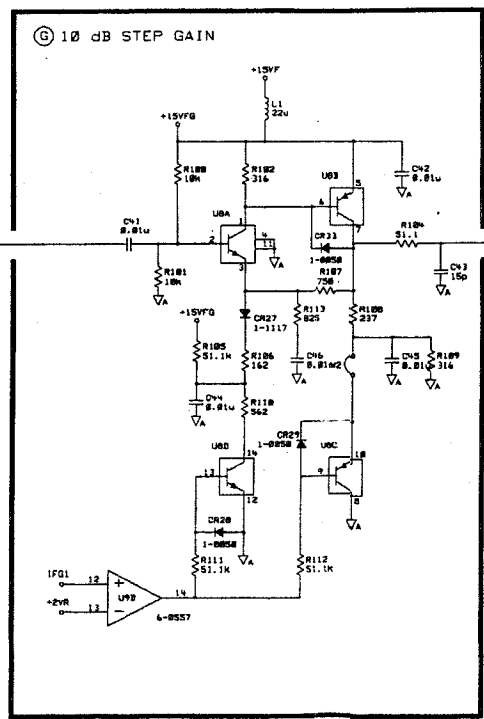 G 10 dB STEP GAIN
+15VF
L1
22u
+15VFG
R100
10K
R102
316
U8B
5
6
7
C42
0.01u
A
C41
0.01u
U8A
1
2
3
4
11
A
CR33
1-0050
R104
51.1
R101
10K
A
R107
750
C43
15p
A
CR27
1-1117
R113
825
R108
237
+15VFG
R105
51.1K
R106
162
C46
A
C45
0.01u
A
R109
316
A
C44
0.01u
A
R110
562
U8D
14
13
12
CR29
1-0050
U8C
10
9
8
A
CR28
1-0050
A
R111
51.1K
R112
51.1K
IFG1
12
+
+2VR
13
-
U9D
14
6-0557